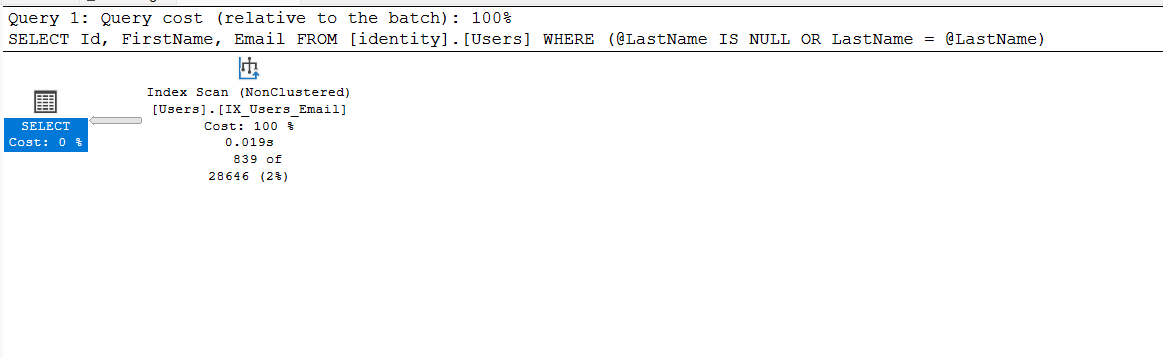 Query 1: Query cost (relative to the batch): 100%
SELECT Id, FirstName, Email FROM [identity].[Users] WHERE (@LastName IS NULL OR LastName = @LastName)
Index Scan (NonClustered)
[Users].[IX_Users_Email]
Cost: 100 %
0.019s
839 of
28646 (2%)
SELECT
Cost: 0 %